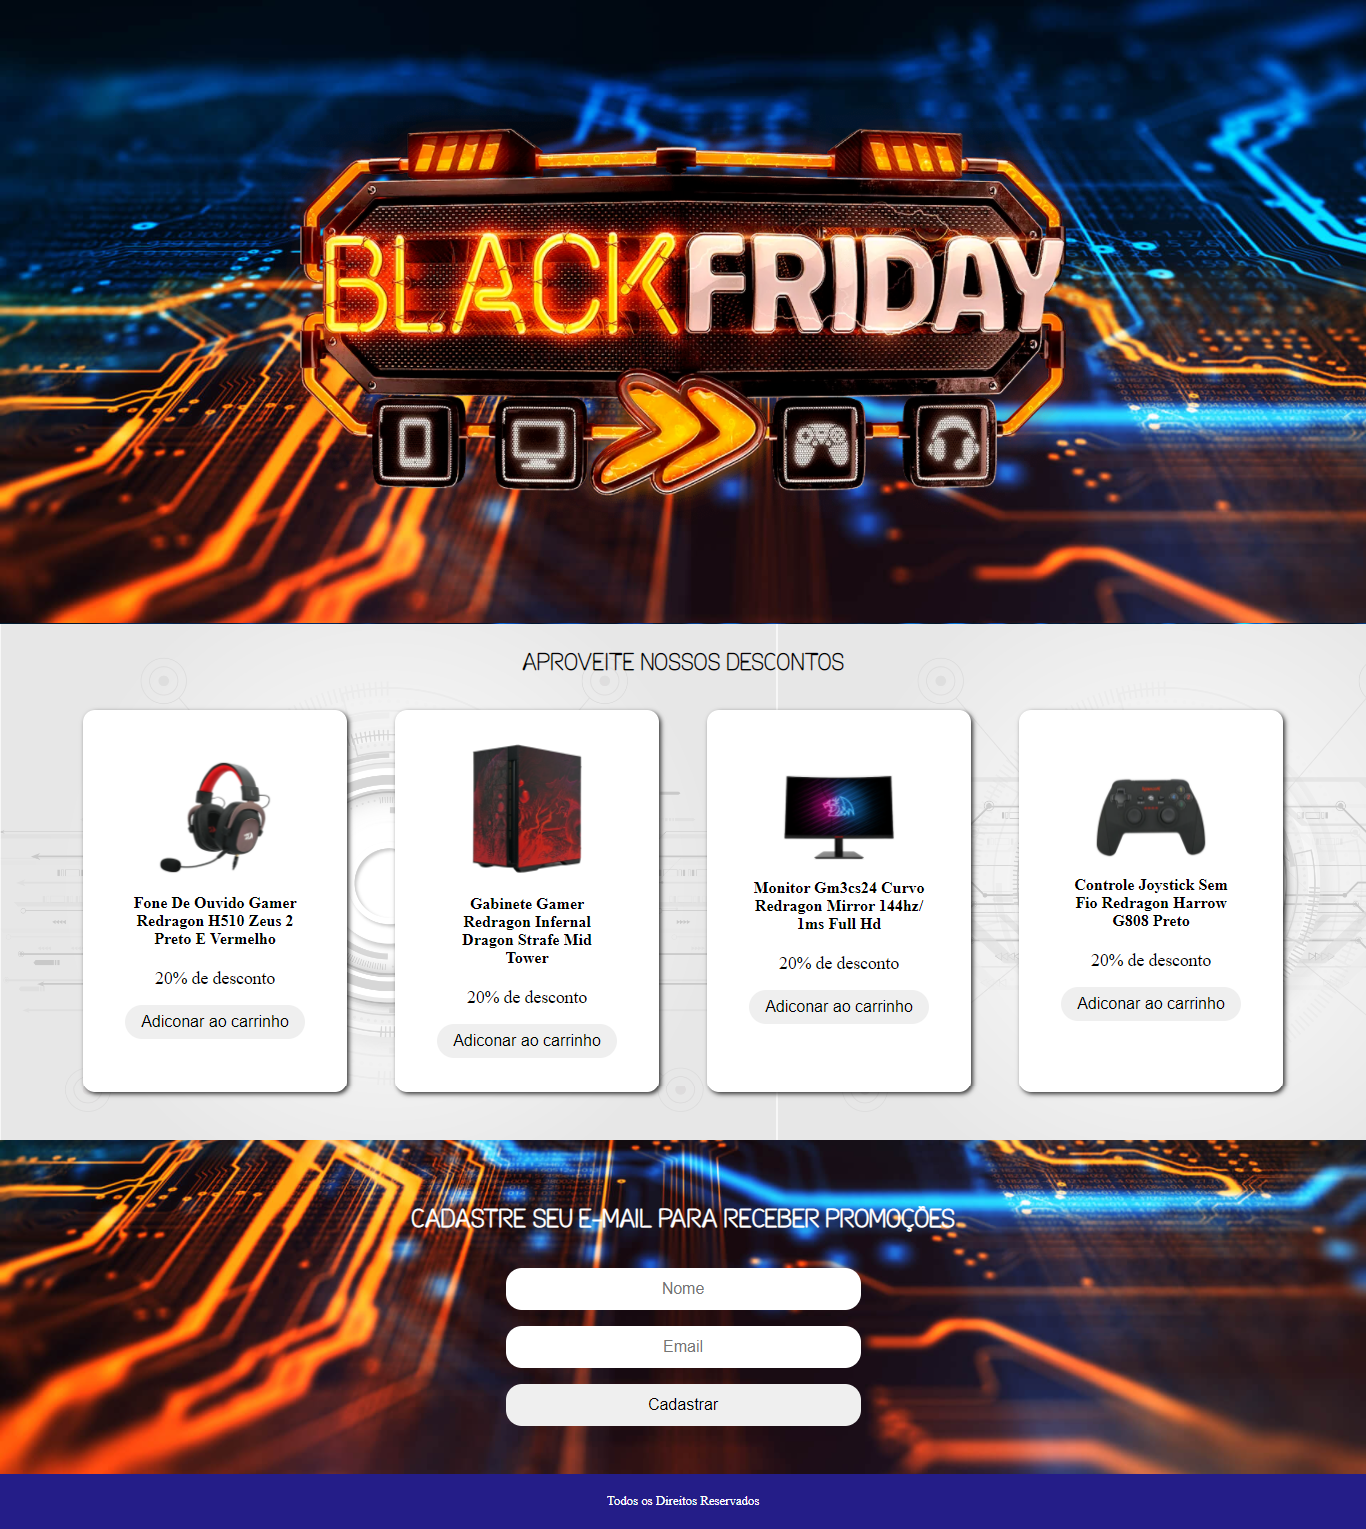 BLACKFRIDAY
APROVEITE NOSSOS DESCONTOS
Fone De Ouvido Gamer
Redragon H510 Zeus 2
Preto E Vermelho
20% de desconto
Adiconar ao carrinho
Gabinete Gamer
Redragon Infernal
Dragon Strafe Mid
Tower
20% de desconto
Adiconar ao carrinho
Monitor Gm3cs24 Curvo
Redragon Mirror 144hz/
1ms Full Hd
20% de desconto
Adiconar ao carrinho
Controle Joystick Sem
Fio Redragon Harrow
G808 Preto
20% de desconto
Adiconar ao carrinho
CADASTRE SEU E-MAIL PARA RECEBER PROMOÇÕES
Nome
Email
Cadastrar
Todos os Direitos Reservados